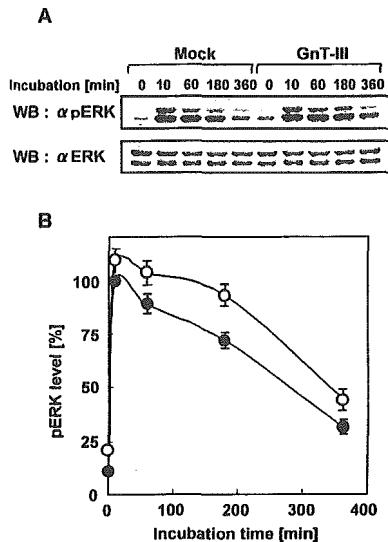 A
Mock GnT-III
Incubation [min] 0 10 60 180 360 0 10 60 180 360
WB : α pERK
WB : α ERK
B
pERK level [%]
100
75
50
25
0
0 100 200 300 400
Incubation time [min]